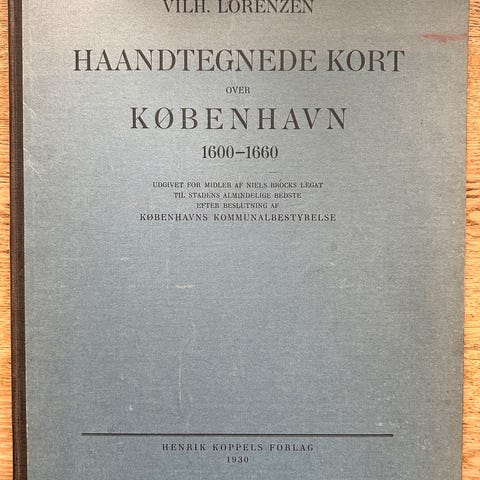 VILH. LORENZEN
HAANDTEGNEDE KORT
OVER
KØBENHAVN
1600–1660
UDGIVET FOR MIDLER AF NIELS BROCKS LEGAT
TIL STADENS ALMINDELIGE BEDSTE
EFTER BESLUTNING AF
KØBENHAVNS KOMMUNALBESTYRELSE
HENRIK KOPPELS FORLAG
1930